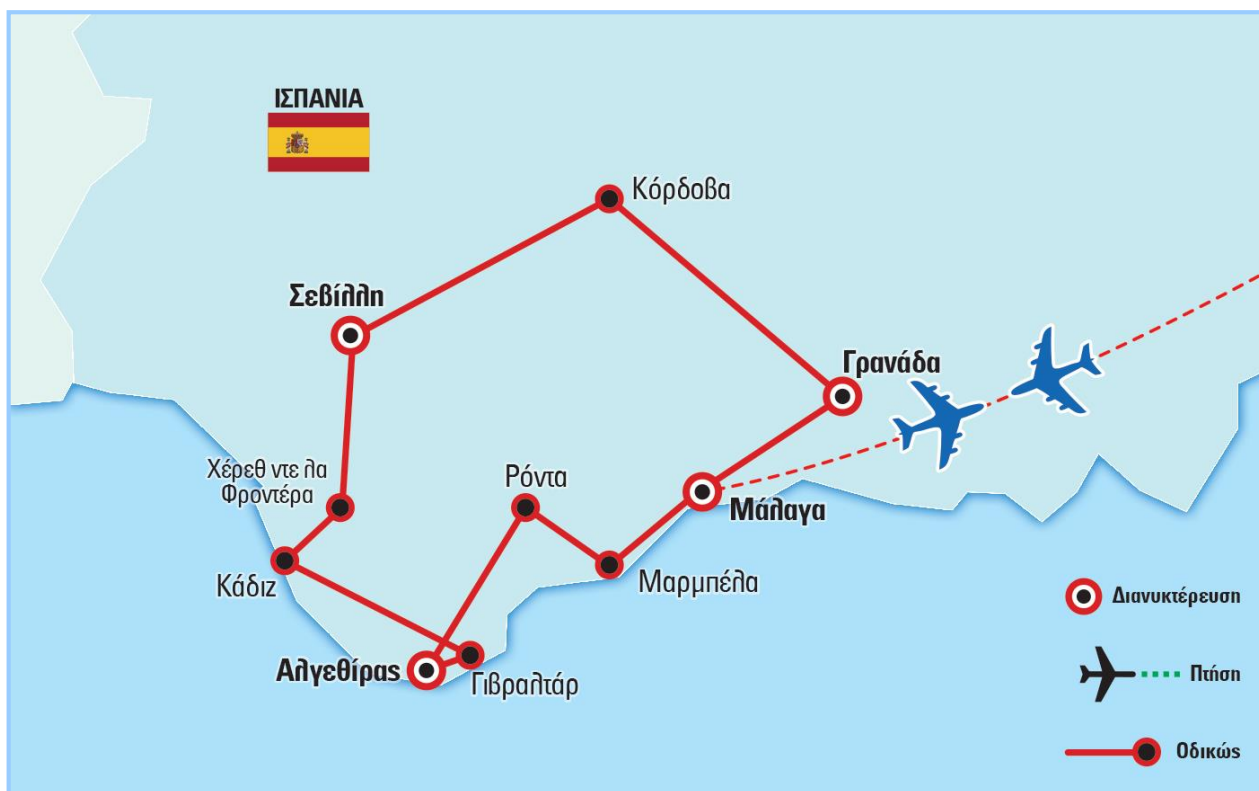 ΙΣΠΑΝΙΑ
Κόρδοβα
Σεβίλλη
Γρανάδα
Χέρεθ ντε λα
Φροντέρα
Ρόντα
Μάλαγα
Κάδιζ
Μαρμπέλα
Αλγεθίρας
Γιβραλτάρ
Διανυκτέρευση
Πτήση
Οδικώς